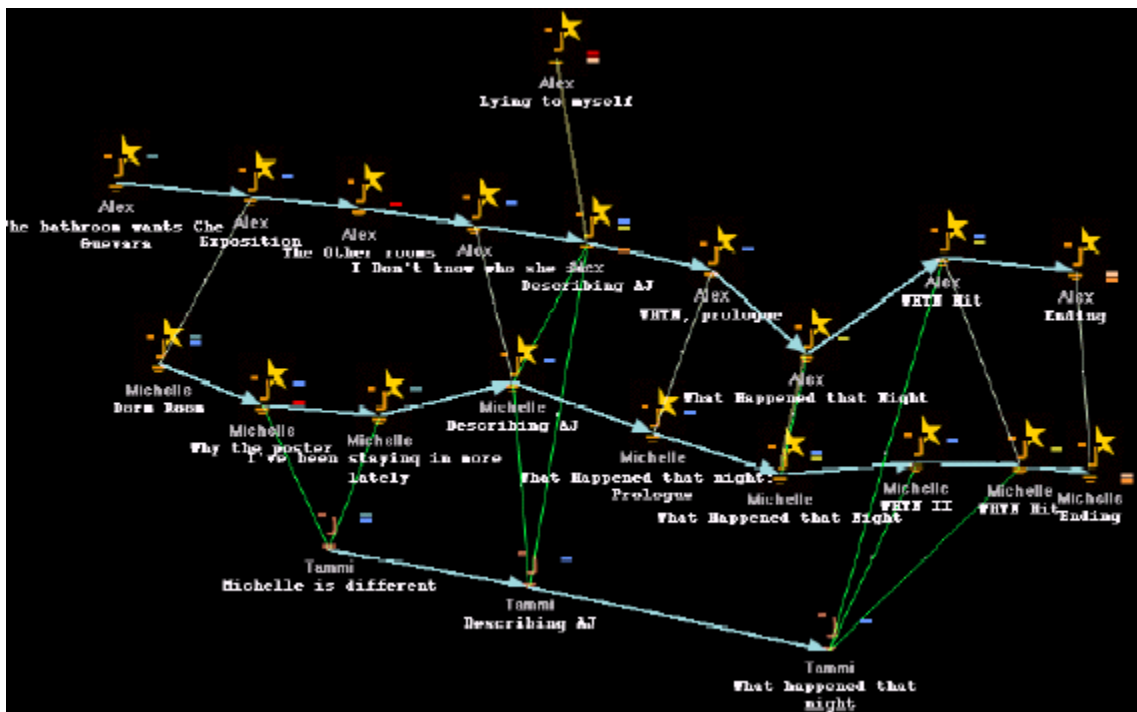 Alex
Lying to myself
Alex
The bathroom wants Che
Guevara
Alex
Exposition
Alex
The Other rooms
Alex
I Don't know who she is
Alex
Describing AJ
Alex
WHTN, prologue
Alex
What Happened that Night
Alex
WHTN Hit
Alex
Ending
Michelle
Dorm Room
Michelle
Why the poster
Michelle
I've been staying in more
lately
Michelle
Describing AJ
Michelle
What Happened that night:
Prologue
Michelle
What Happened that Night
Michelle
WHTN II
Michelle
WHTN Hit
Michelle
Ending
Tammi
Michelle is different
Tammi
Describing AJ
Tammi
What happened that
night